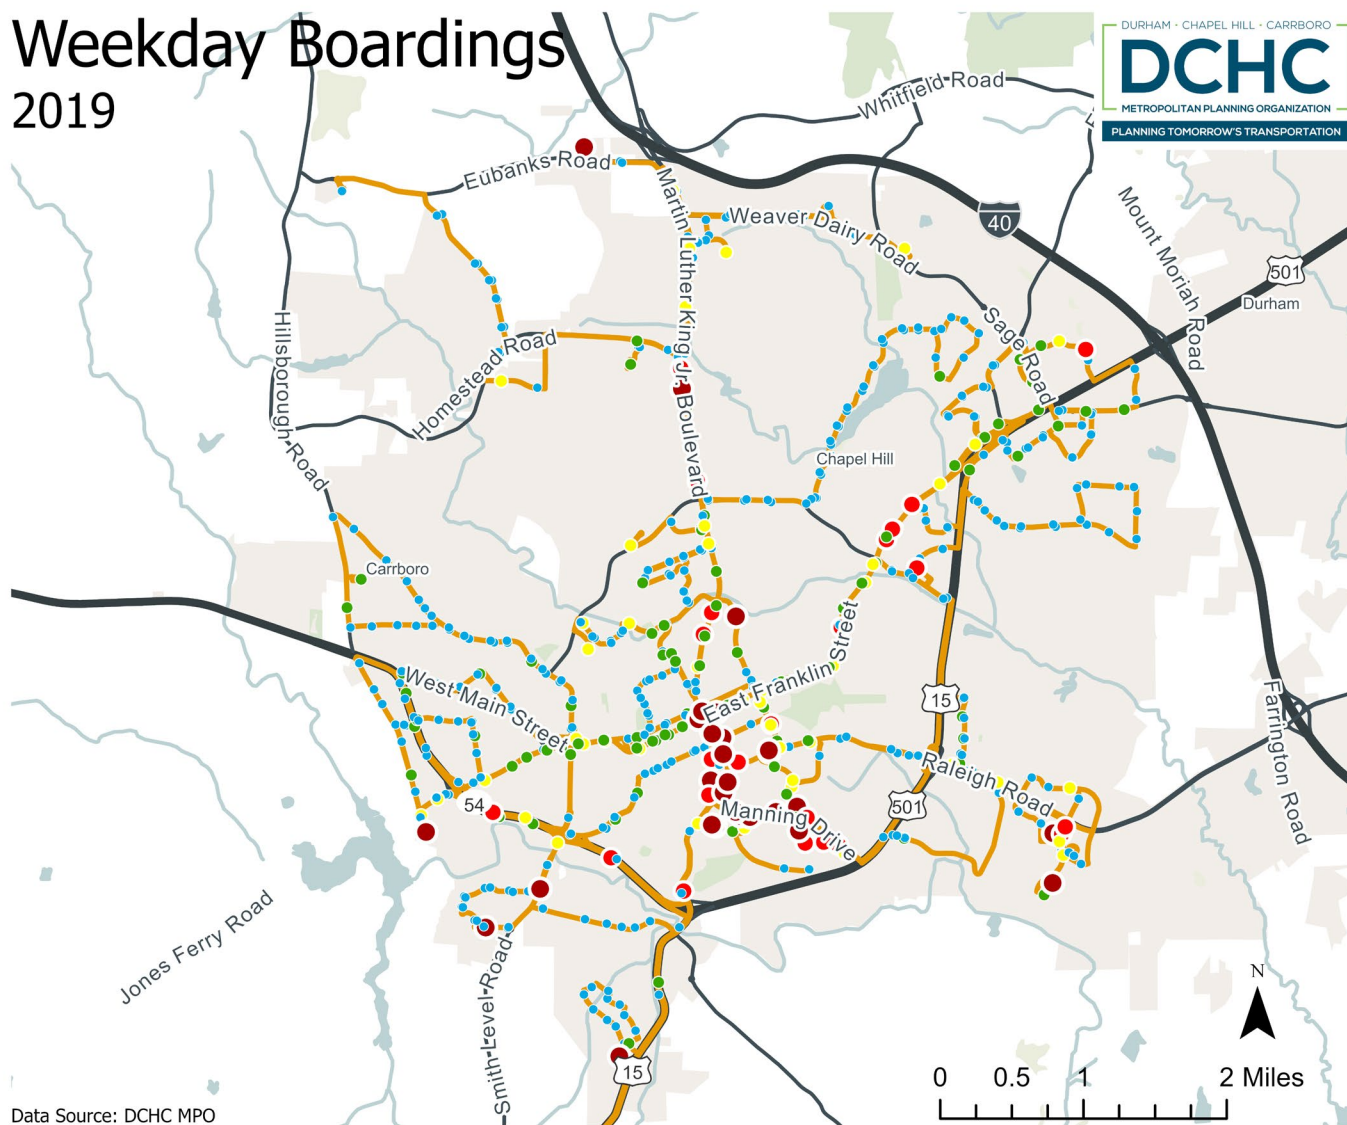 Weekday Boardings
2019
DURHAM · CHAPEL HILL · CARRBORO
DCHC
METROPOLITAN PLANNING ORGANIZATION
PLANNING TOMORROW'S TRANSPORTATION
Whitfield Road
Eubanks Road
Martin Luther King Jr Boulevard
Weaver Dairy Road
40
Mount Moriah Road
501
Durham
Hillsborough Road
Homestead Road
Sage Road
Chapel Hill
Carrboro
East Franklin Street
West Main Street
15
Farrington Road
Raleigh Road
54
Manning Drive
501
Jones Ferry Road
Smith Level Road
15
N
0 0.5 1 2 Miles
Data Source: DCHC MPO